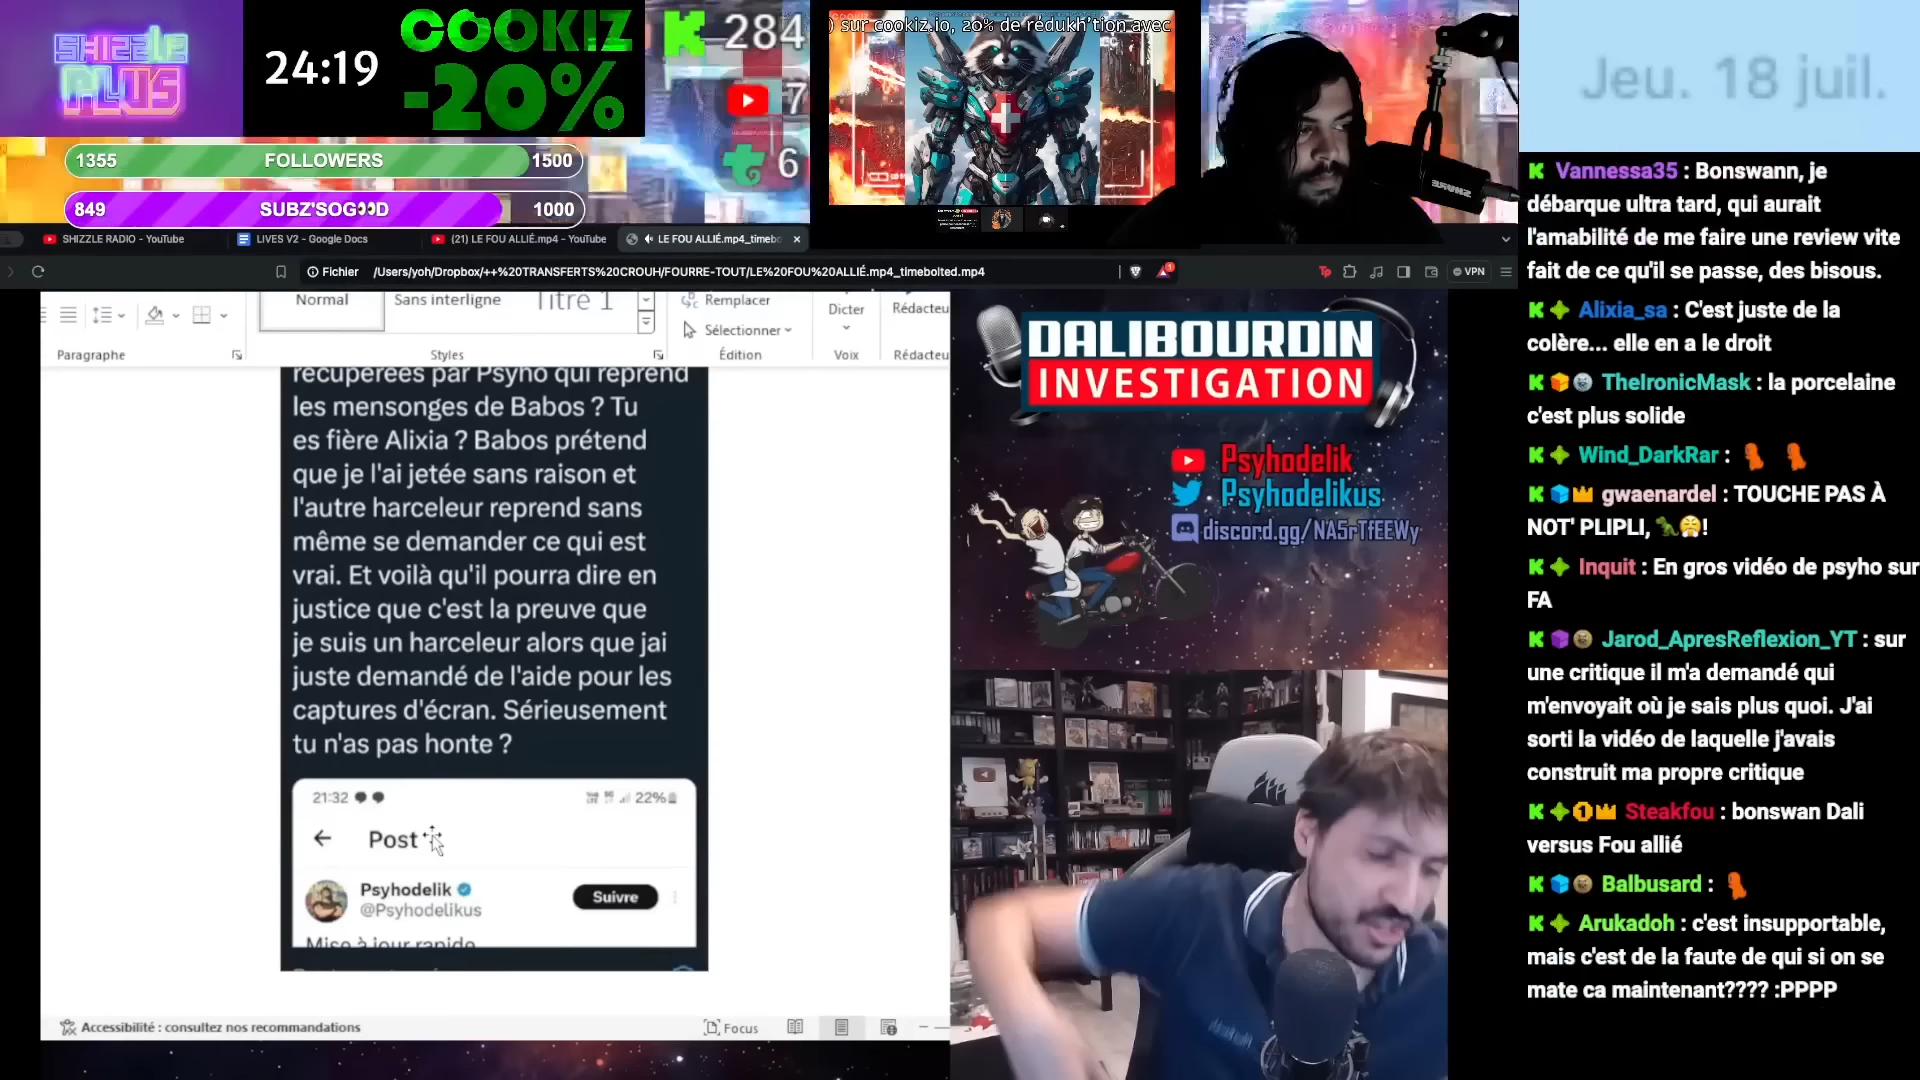 SHIZZLE
PLUS
24:19
COOKIZ
-20%
284
7
6
) sur cookiz.io, 20% de rédukh'tion avec
Jeu. 18 juil.
1355 FOLLOWERS 1500
849 SUBZ'SOG👀D 1000
SHIZZLE RADIO - YouTube
LIVES V2 - Google Docs
(21) LE FOU ALLIÉ.mp4 - YouTube
LE FOU ALLIÉ.mp4_timebo
Fichier /Users/yoh/Dropbox/++%20TRANSFERTS%20CROUH/FOURRE-TOUT/LE%20FOU%20ALLIÉ.mp4_timebolted.mp4
VPN
Normal
Sans interligne
Titre 1
Remplacer
Sélectionner
Dicter
Rédacteu
Paragraphe
Styles
Édition
Voix
Rédacteu
récupérées par Psyho qui reprend
les mensonges de Babos ? Tu
es fière Alixia ? Babos prétend
que je l'ai jetée sans raison et
l'autre harceleur reprend sans
même se demander ce qui est
vrai. Et voilà qu'il pourra dire en
justice que c'est la preuve que
je suis un harceleur alors que jai
juste demandé de l'aide pour les
captures d'écran. Sérieusement
tu n'as pas honte ?
21:32
22%
Post
Psyhodelik
@Psyhodelikus
Suivre
Mise à jour rapide
Accessibilité : consultez nos recommandations
Focus
DALIBOURDIN
INVESTIGATION
Psyhodelik
Psyhodelikus
discord.gg/NA5rTfEEWy
Vannessa35 : Bonswann, je
débarque ultra tard, qui aurait
l'amabilité de me faire une review vite
fait de ce qu'il se passe, des bisous.
Alixia_sa : C'est juste de la
colère... elle en a le droit
TheIronicMask : la porcelaine
c'est plus solide
Wind_DarkRar :
gwaenardel : TOUCHE PAS À
NOT' PLIPLI, 🦎😤!
Inquit : En gros vidéo de psyho sur
FA
Jarod_ApresReflexion_YT : sur
une critique il m'a demandé qui
m'envoyait où je sais plus quoi. J'ai
sorti la vidéo de laquelle j'avais
construit ma propre critique
Steakfou : bonswan Dali
versus Fou allié
Balbusard :
Arukadoh : c'est insupportable,
mais c'est de la faute de qui si on se
mate ca maintenant???? :PPPP